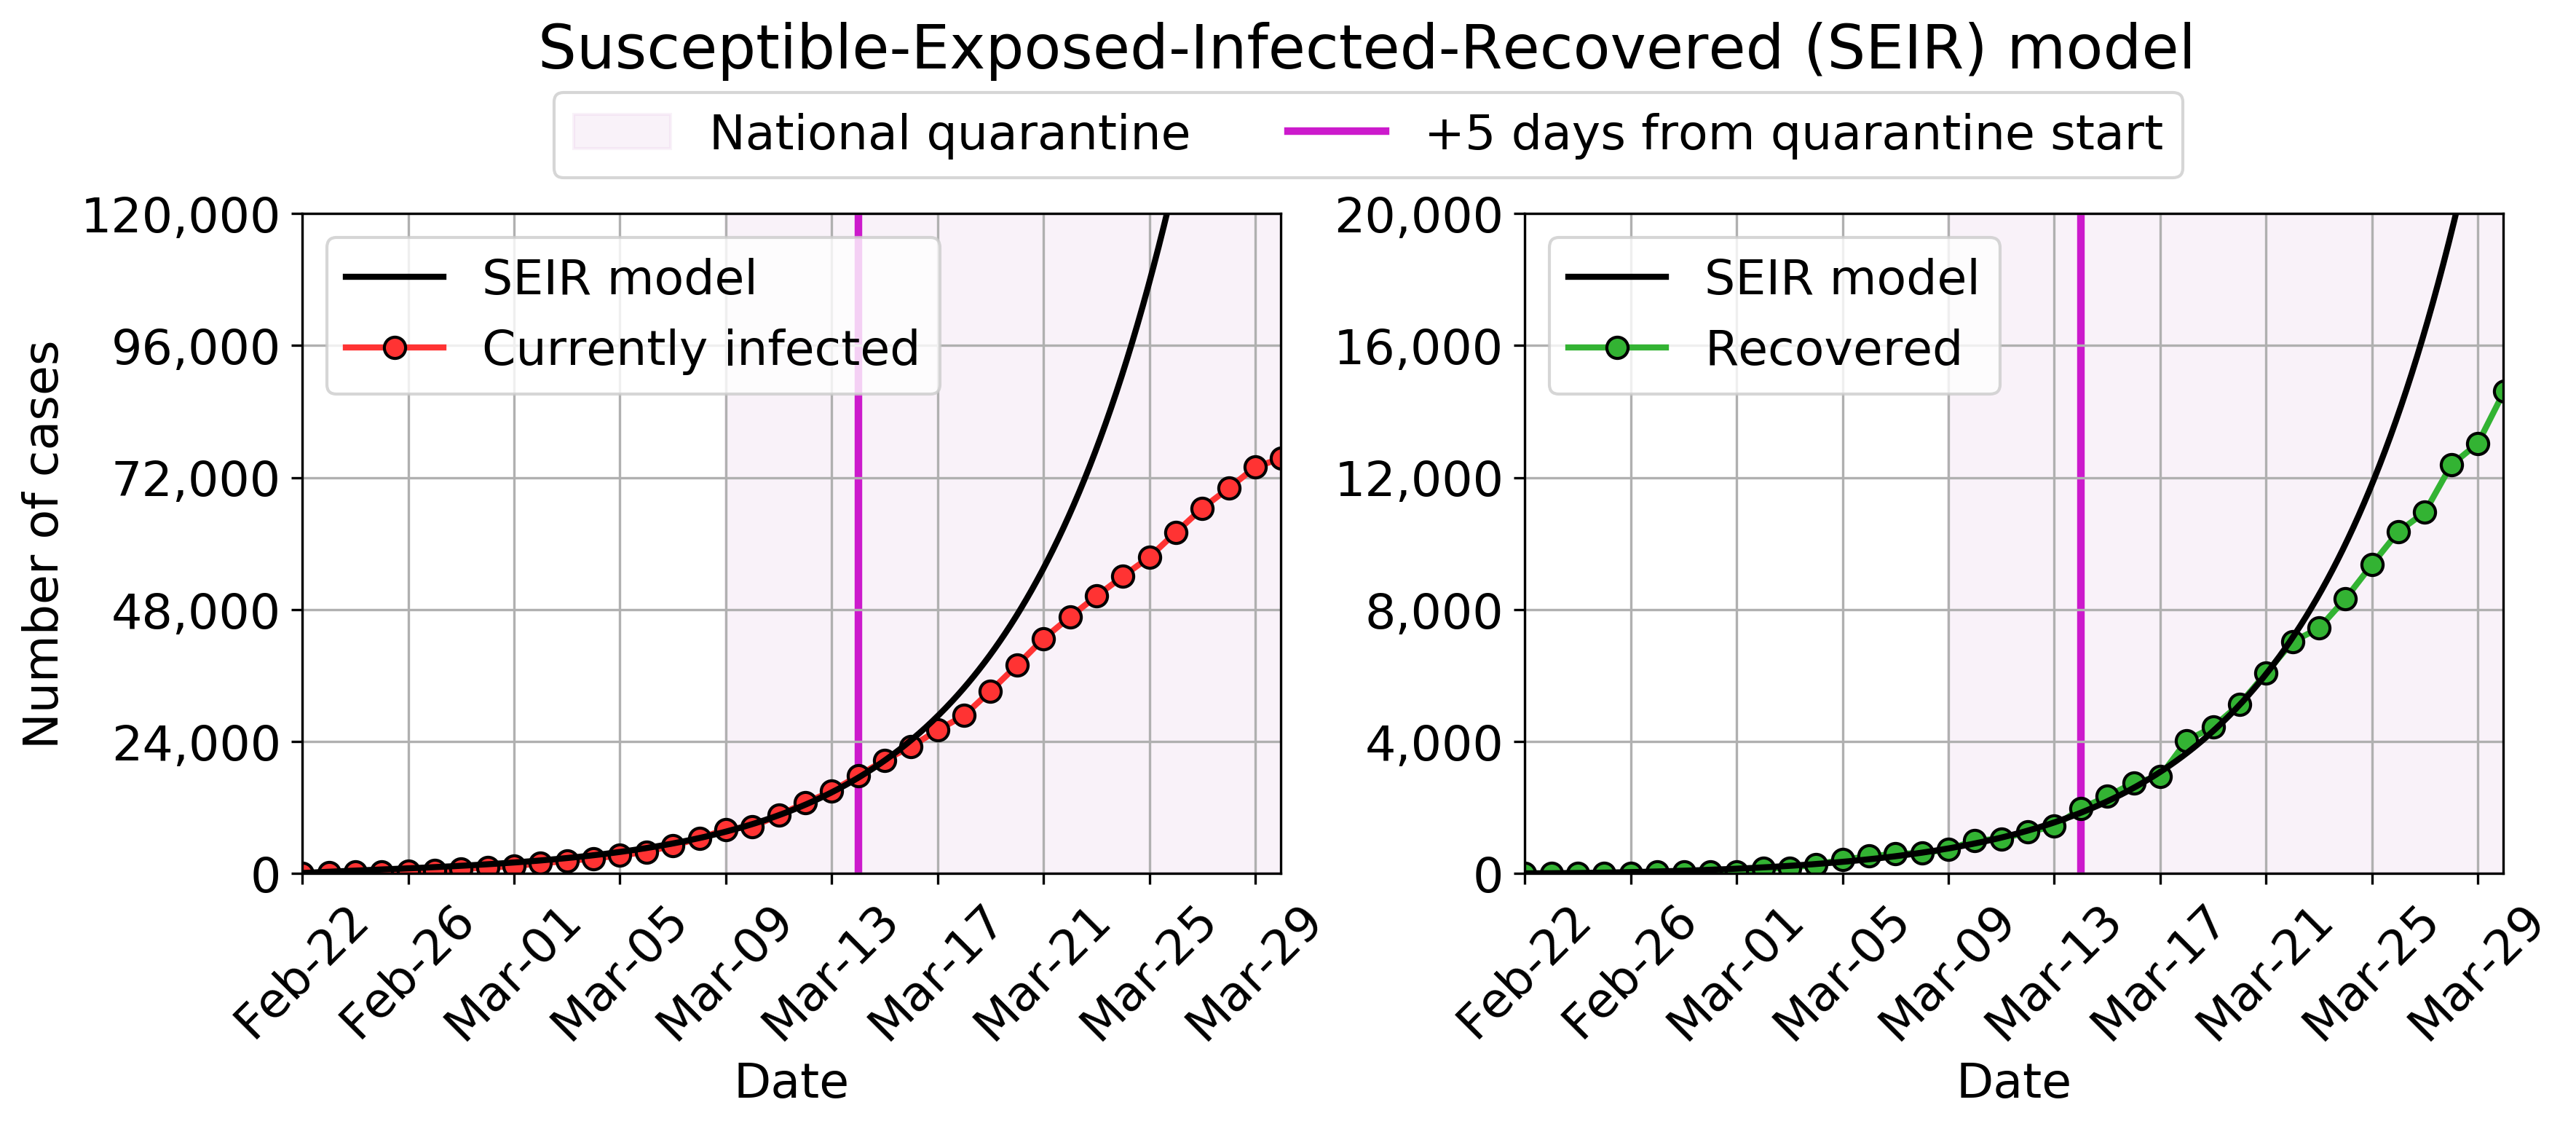 Susceptible-Exposed-Infected-Recovered (SEIR) model
National quarantine
+5 days from quarantine start
120,000
96,000
72,000
48,000
24,000
0
Number of cases
SEIR model
Currently infected
Feb-22
Feb-26
Mar-01
Mar-05
Mar-09
Mar-13
Mar-17
Mar-21
Mar-25
Mar-29
Date
20,000
16,000
12,000
8,000
4,000
0
SEIR model
Recovered
Feb-22
Feb-26
Mar-01
Mar-05
Mar-09
Mar-13
Mar-17
Mar-21
Mar-25
Mar-29
Date